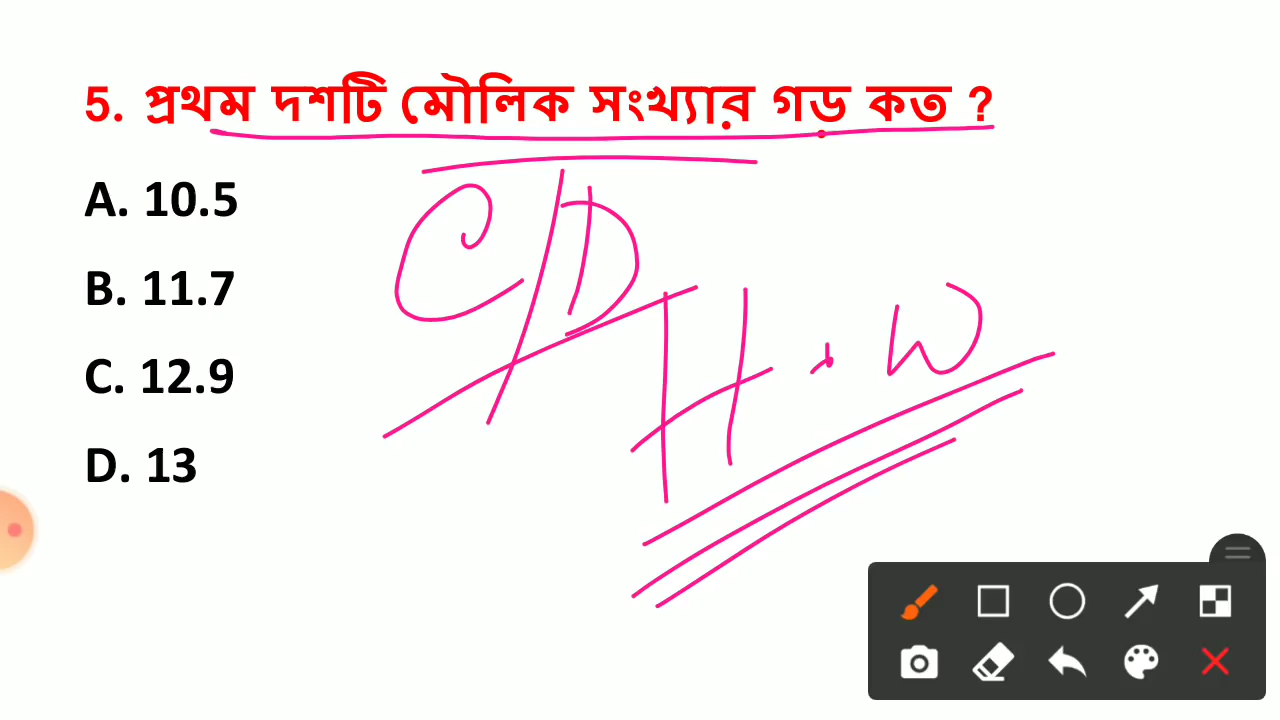 5. প্রথম দশটি মৌলিক সংখ্যার গড় কত ?
A. 10.5
B. 11.7
C. 12.9
D. 13
C/D
H.W